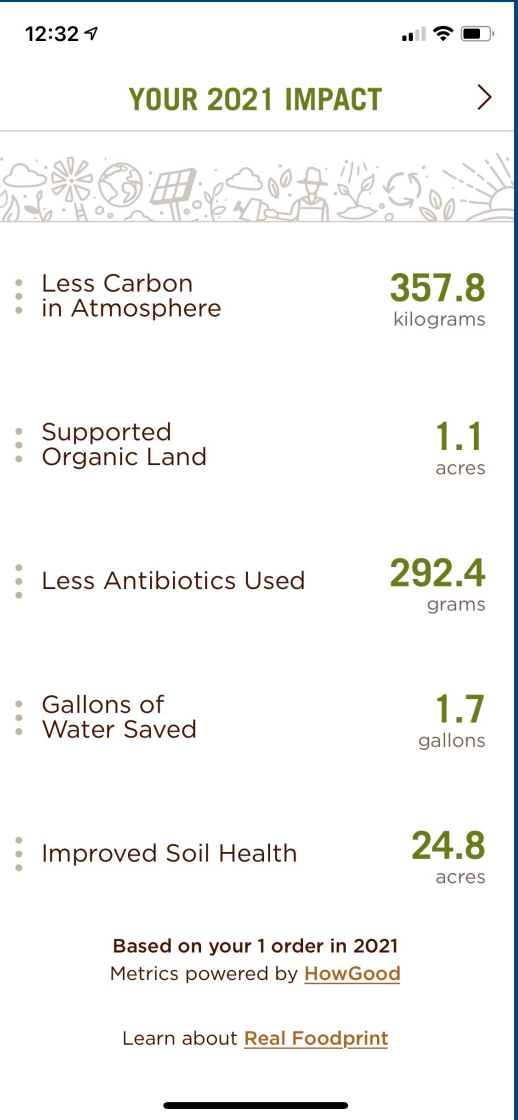 12:32
YOUR 2021 IMPACT
Less Carbon
in Atmosphere
357.8
kilograms
Supported
Organic Land
1.1
acres
Less Antibiotics Used
292.4
grams
Gallons of
Water Saved
1.7
gallons
Improved Soil Health
24.8
acres
Based on your 1 order in 2021
Metrics powered by HowGood
Learn about Real Foodprint